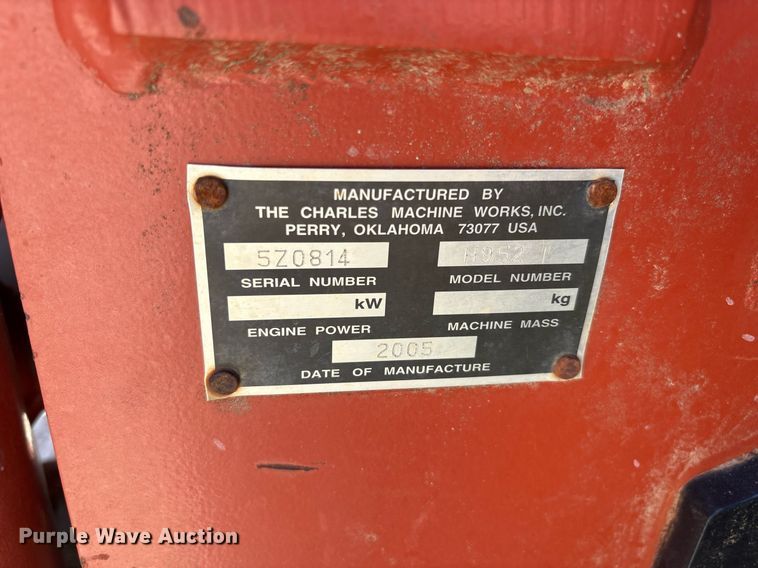 MANUFACTURED BY
THE CHARLES MACHINE WORKS, INC.
PERRY, OKLAHOMA 73077 USA
5Z0814
SERIAL NUMBER
MODEL NUMBER
kW
kg
ENGINE POWER
MACHINE MASS
2005
DATE OF MANUFACTURE
Purple Wave Auction